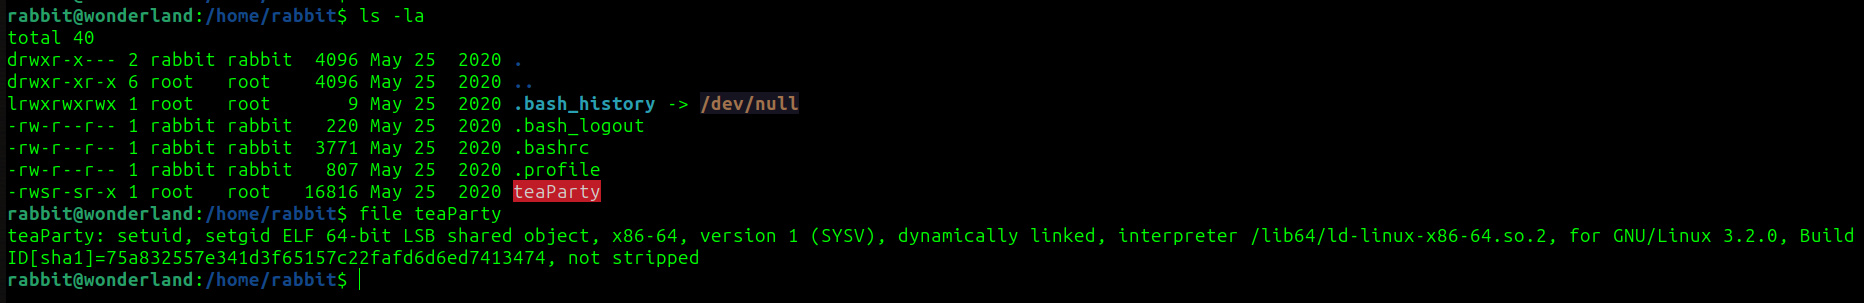 rabbit@wonderland:/home/rabbit$ ls -la
total 40
drwxr-x--- 2 rabbit rabbit  4096 May 25  2020 .
drwxr-xr-x 6 root   root    4096 May 25  2020 ..
lrwxrwxrwx 1 root   root       9 May 25  2020 .bash_history -> /dev/null
-rw-r--r-- 1 rabbit rabbit   220 May 25  2020 .bash_logout
-rw-r--r-- 1 rabbit rabbit  3771 May 25  2020 .bashrc
-rw-r--r-- 1 rabbit rabbit   807 May 25  2020 .profile
-rwsr-sr-x 1 root   root   16816 May 25  2020 teaParty
rabbit@wonderland:/home/rabbit$ file teaParty
teaParty: setuid, setgid ELF 64-bit LSB shared object, x86-64, version 1 (SYSV), dynamically linked, interpreter /lib64/ld-linux-x86-64.so.2, for GNU/Linux 3.2.0, Build
ID[sha1]=75a832557e341d3f65157c22fafd6d6ed7413474, not stripped
rabbit@wonderland:/home/rabbit$